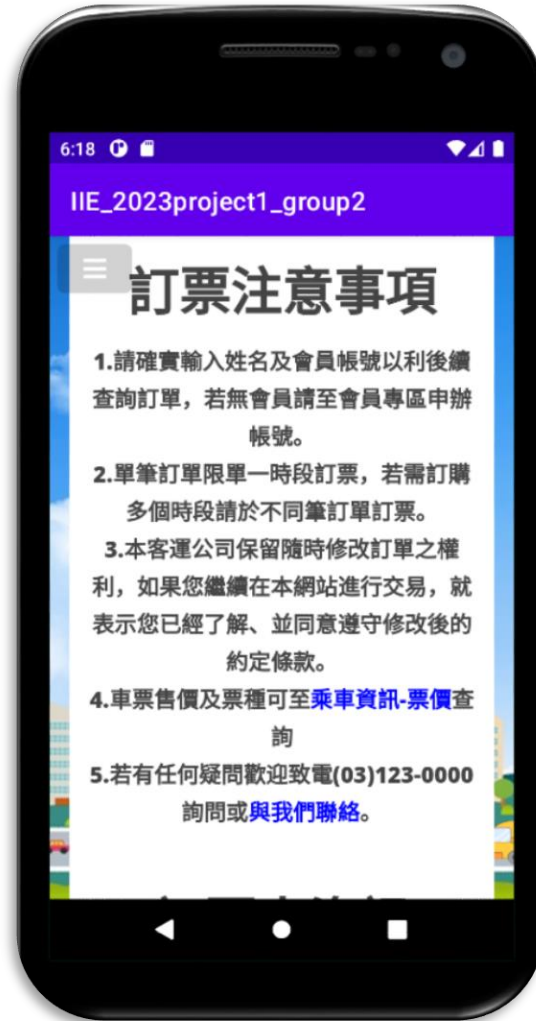 6:18
IIE_2023project1_group2
訂票注意事項
1.請確實輸入姓名及會員帳號以利後續
查詢訂單，若無會員請至會員專區申辦
帳號。
2.單筆訂單限單一時段訂票，若需訂購
多個時段請於不同筆訂單訂票。
3.本客運公司保留隨時修改訂單之權
利，如果您繼續在本網站進行交易，就
表示您已經了解、並同意遵守修改後的
約定條款。
4.車票售價及票種可至乘車資訊-票價查
詢
5.若有任何疑問歡迎致電(03)123-0000
詢問或與我們聯絡。